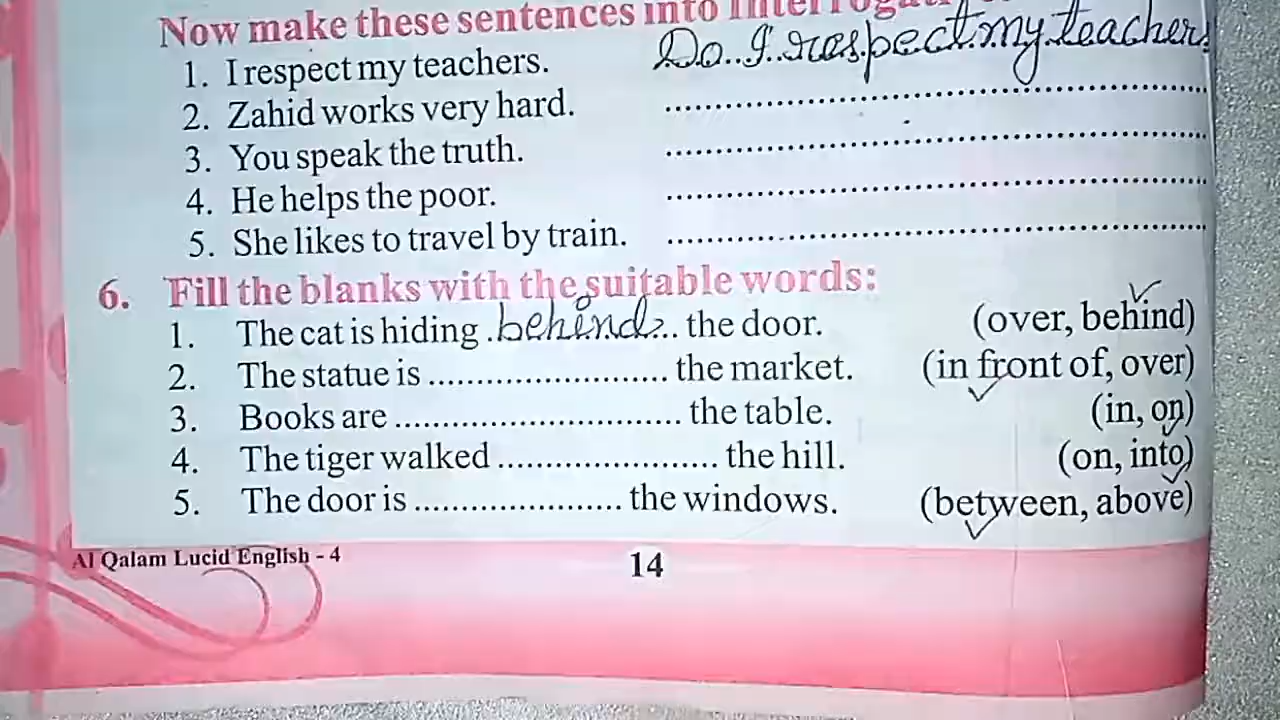 Now make these sentences into Interrogati
1. I respect my teachers. Do I respect my teachers
2. Zahid works very hard.
3. You speak the truth.
4. He helps the poor.
5. She likes to travel by train.
6. Fill the blanks with the suitable words:
1. The cat is hiding behind the door. (over, behind)
2. The statue is ........................ the market. (in front of, over)
3. Books are ............................. the table. (in, on)
4. The tiger walked ...................... the hill. (on, into)
5. The door is ..................... the windows. (between, above)
Al Qalam Lucid English - 4 14